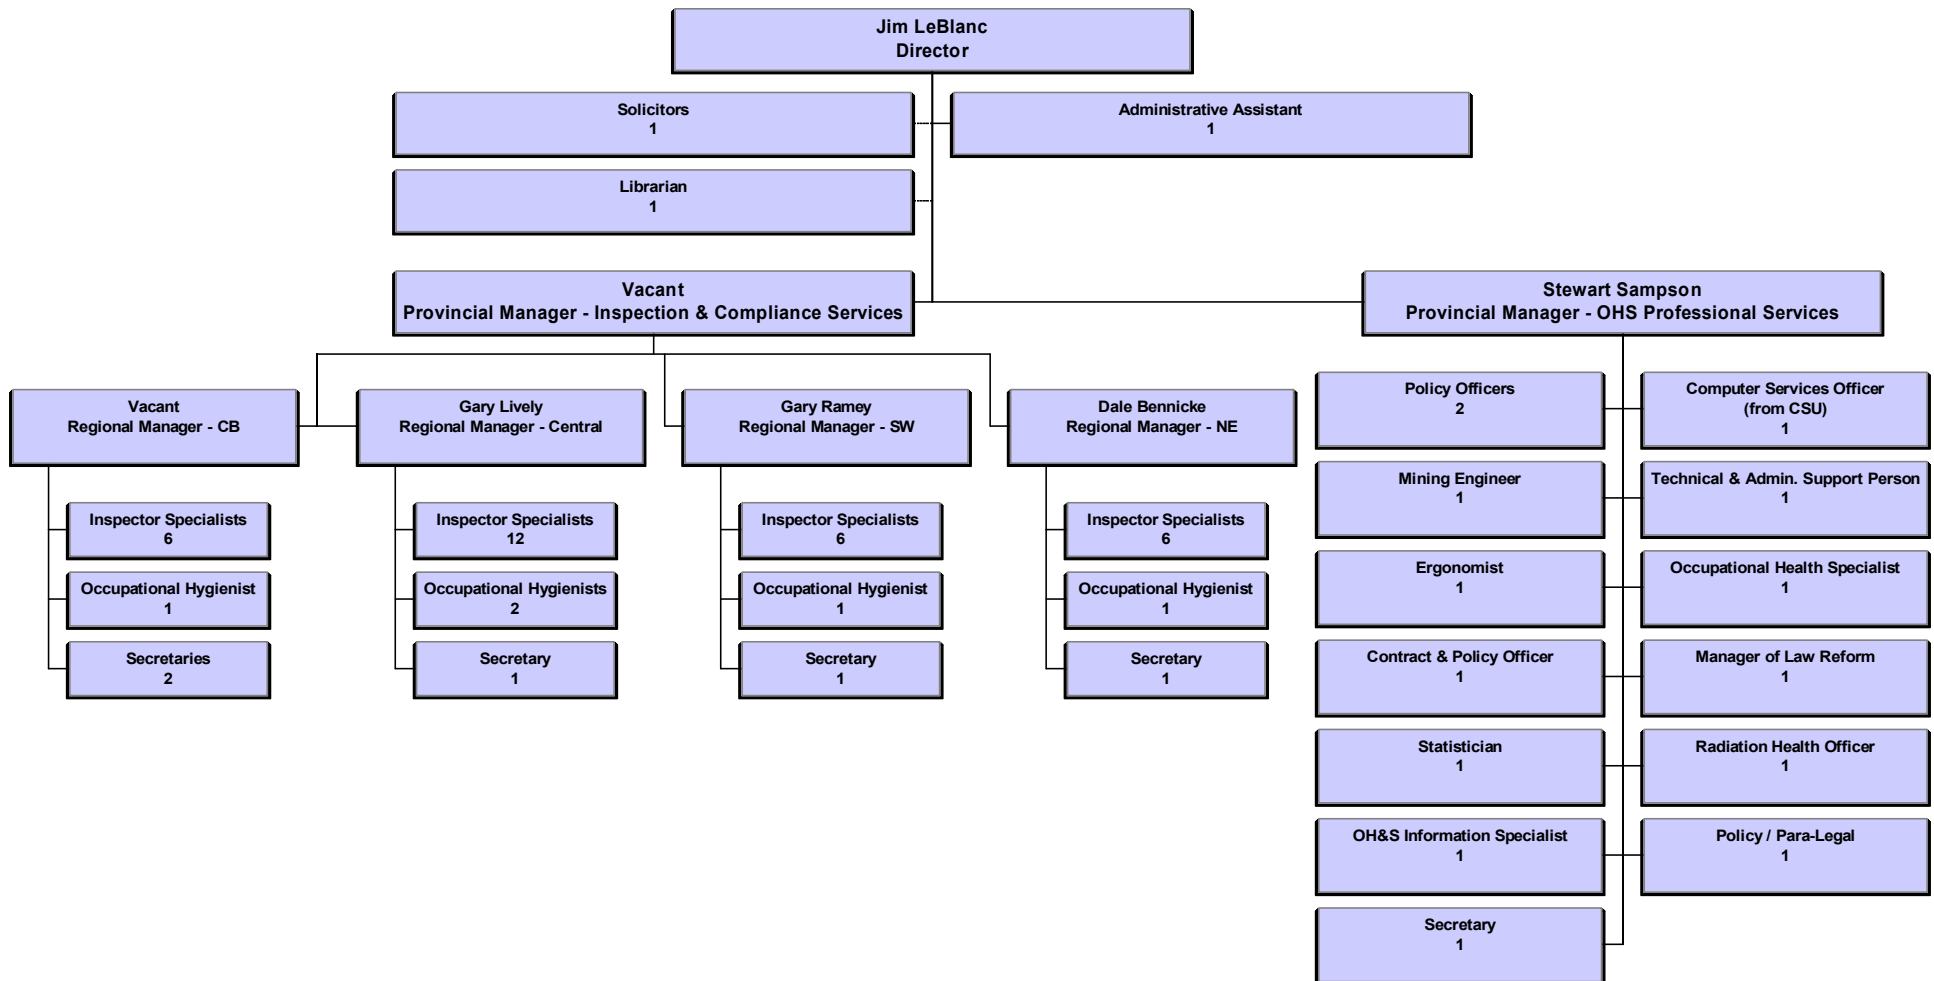 Jim LeBlanc
Director
Solicitors
1
Administrative Assistant
1
Librarian
1
Vacant
Provincial Manager - Inspection & Compliance Services
Stewart Sampson
Provincial Manager - OHS Professional Services
Vacant
Regional Manager - CB
Gary Lively
Regional Manager - Central
Gary Ramey
Regional Manager - SW
Dale Bennicke
Regional Manager - NE
Inspector Specialists
6
Occupational Hygienist
1
Secretaries
2
Inspector Specialists
12
Occupational Hygienists
2
Secretary
1
Inspector Specialists
6
Occupational Hygienist
1
Secretary
1
Inspector Specialists
6
Occupational Hygienist
1
Secretary
1
Policy Officers
2
Computer Services Officer
(from CSU)
1
Mining Engineer
1
Technical & Admin. Support Person
1
Ergonomist
1
Occupational Health Specialist
1
Contract & Policy Officer
1
Manager of Law Reform
1
Statistician
1
Radiation Health Officer
1
OH&S Information Specialist
1
Policy / Para-Legal
1
Secretary
1